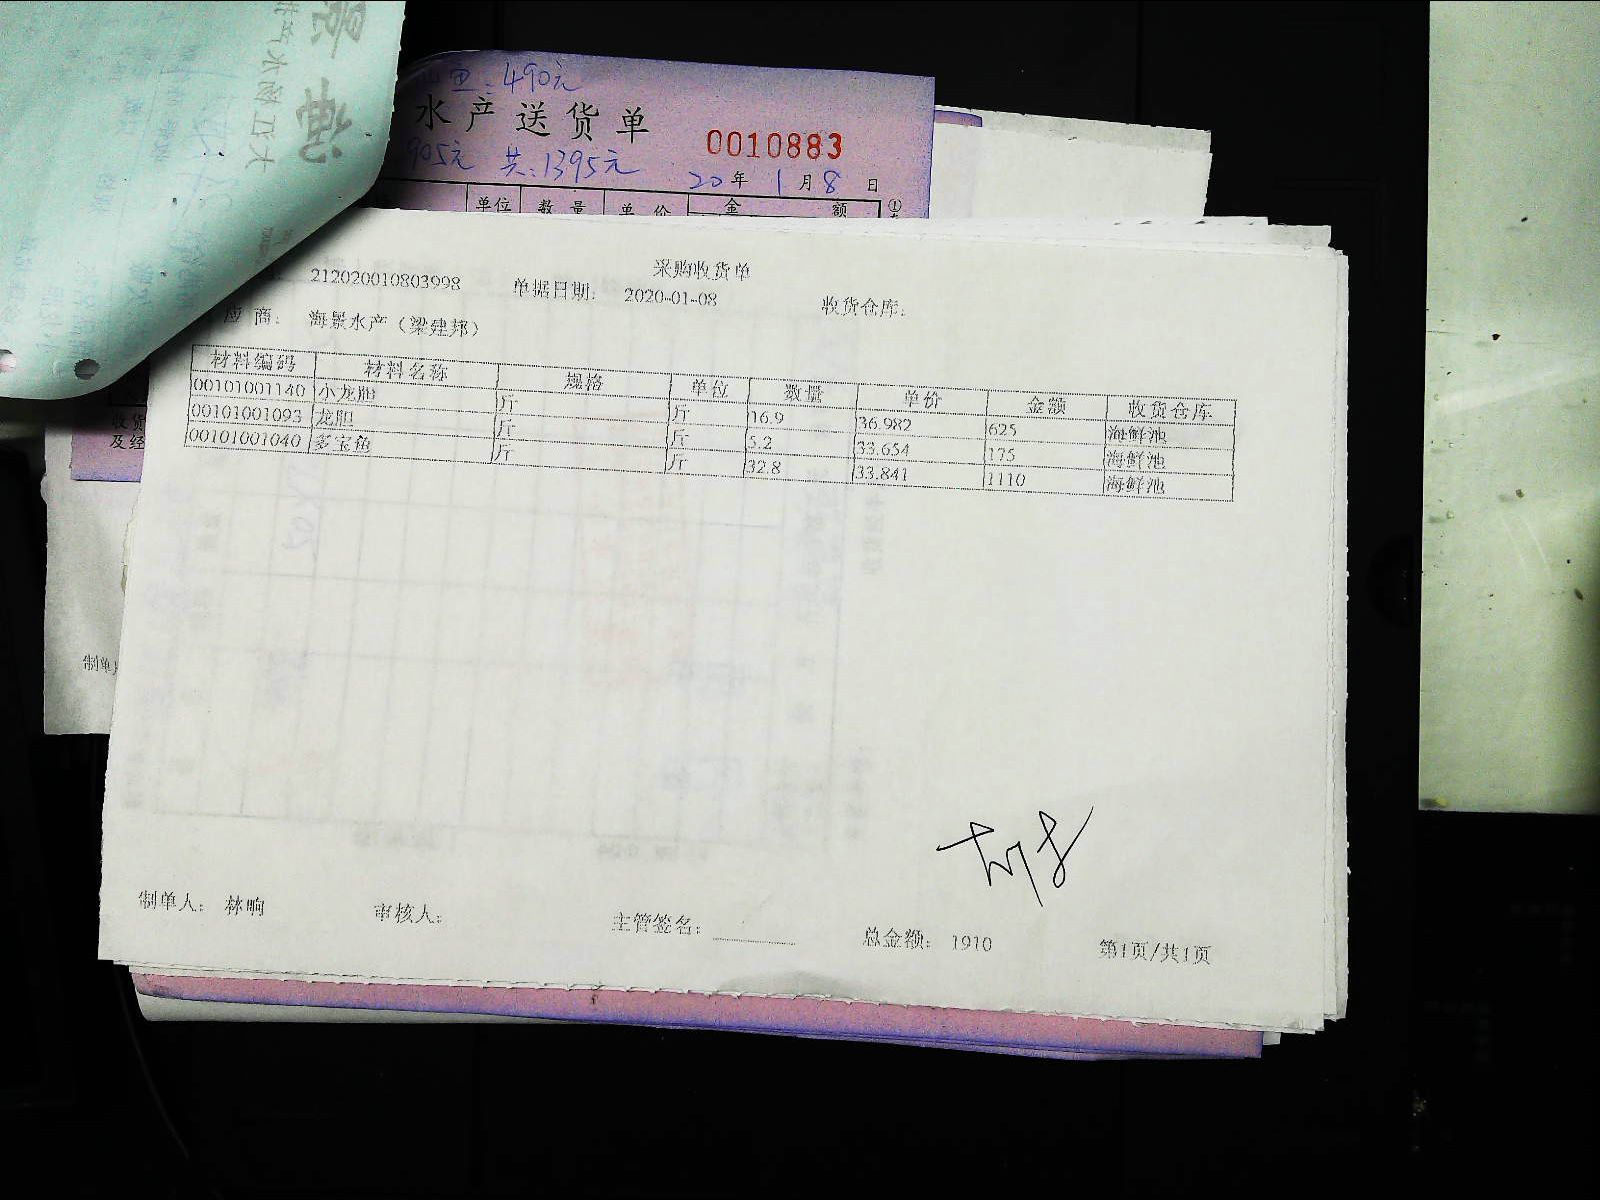 490元
水产送货单
0010883
905元 共:1395元
20年1月8日
单位 数量 单价 金额
采购收货单
212020010803998 单据日期: 2020-01-08 收货仓库:
应商: 海景水产（梁建邦）
材料编码 材料名称 规格 单位 数量 单价 金额 收货仓库
00101001140 小龙胆 斤 斤 16.9 36.982 625 海鲜池
00101001093 龙胆 斤 斤 5.2 33.654 175 海鲜池
00101001040 多宝鱼 斤 斤 32.8 33.841 1110 海鲜池
收货
及经
制单
制单人: 林晌 审核人: 主管签名: 总金额: 1910 第1页/共1页